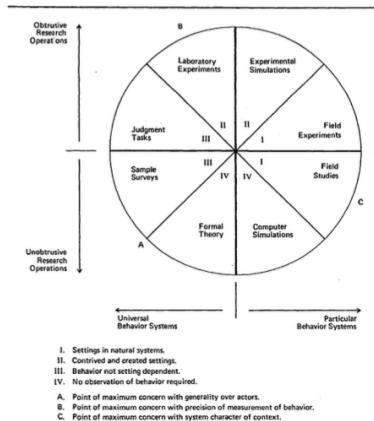 Obtrusive
Research
Operations
B
Laboratory
Experiments
Experimental
Simulations
II
II
Judgment
Tasks
III
I
Field
Experiments
Sample
Surveys
III
I
Field
Studies
IV
IV
C
A
Formal
Theory
Computer
Simulations
Unobtrusive
Research
Operations
Universal
Behavior Systems
Particular
Behavior Systems
I. Settings in natural systems.
II. Contrived and created settings.
III. Behavior not setting dependent.
IV. No observation of behavior required.
A. Point of maximum concern with generality over actors.
B. Point of maximum concern with precision of measurement of behavior.
C. Point of maximum concern with system character of context.